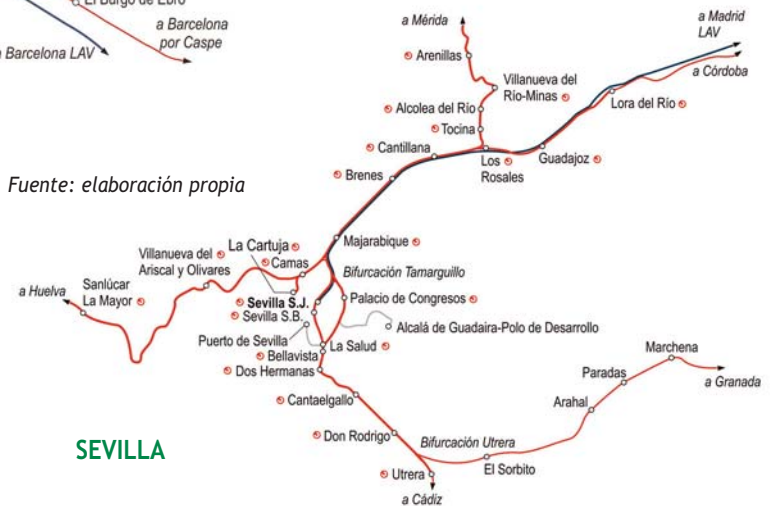 El Burgo de Ebro
a Barcelona
por Caspe
a Barcelona LAV
a Mérida
a Madrid
LAV
a Córdoba
Arenillas
Villanueva del
Río-Minas
Lora del Río
Alcolea del Río
Tocina
Cantillana
Los
Rosales
Guadajoz
Brenes
Fuente: elaboración propia
Majarabique
La Cartuja
Villanueva del
Ariscal y Olivares
Camas
Bifurcación Tamarguillo
a Huelva
Sanlúcar
La Mayor
Sevilla S.J.
Palacio de Congresos
Sevilla S.B.
Alcalá de Guadaira-Polo de Desarrollo
Puerto de Sevilla
La Salud
Bellavista
Dos Hermanas
Marchena
Paradas
a Granada
Cantaelgallo
Arahal
Don Rodrigo
Bifurcación Utrera
SEVILLA
El Sorbito
Utrera
a Cádiz